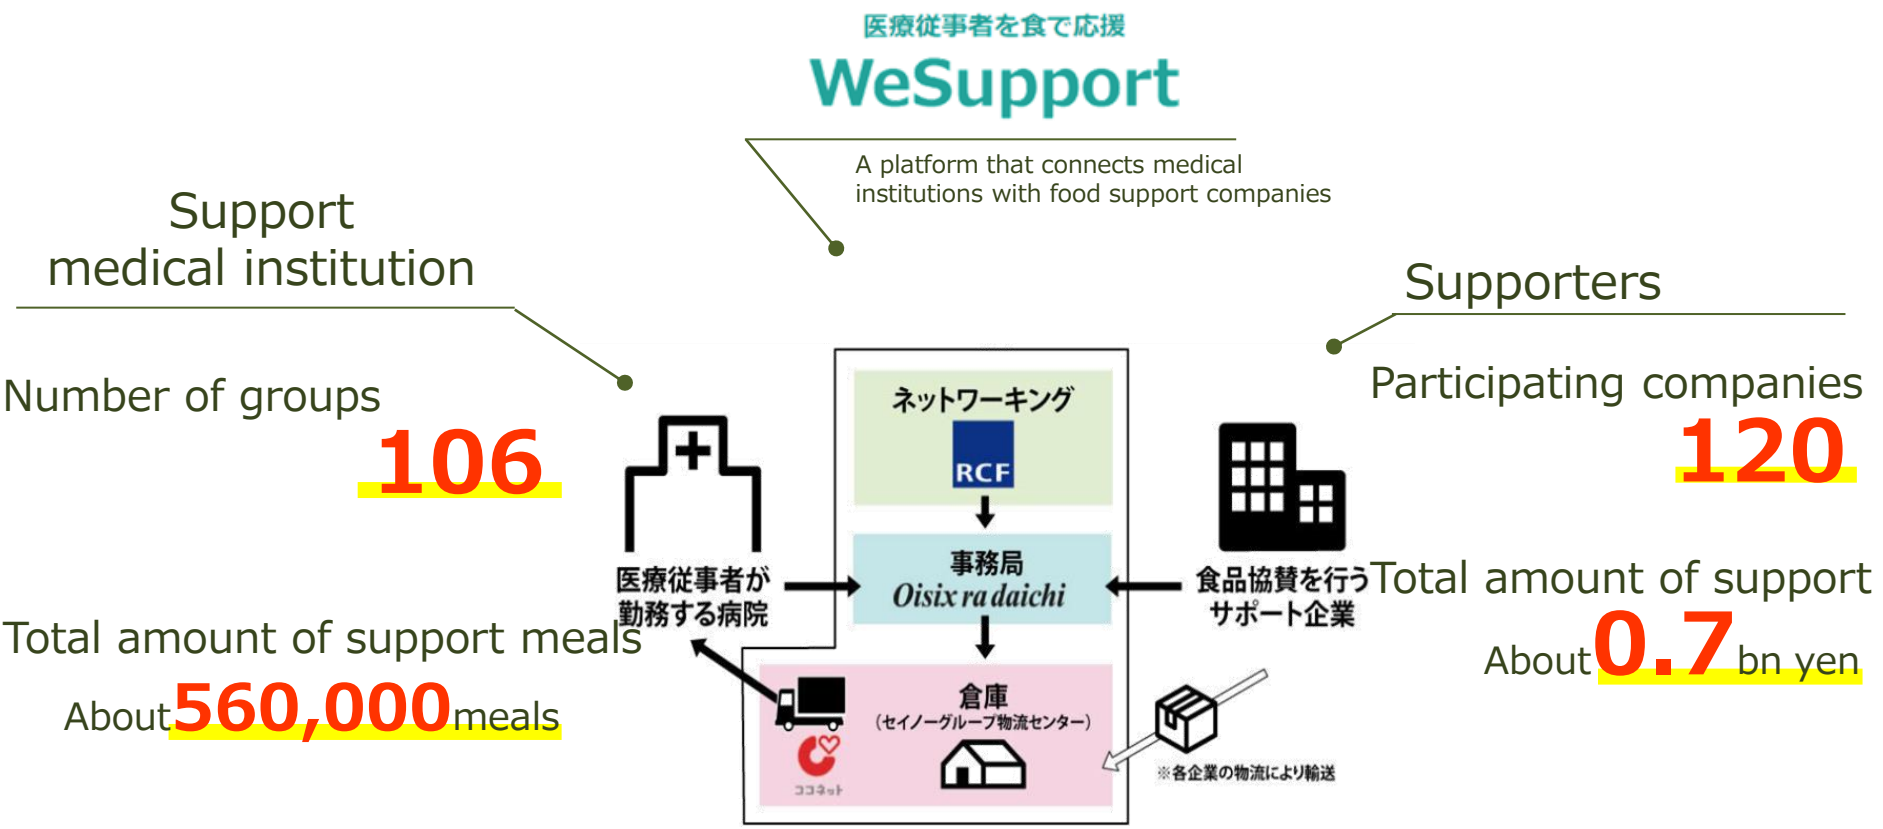 医療従事者を食で応援
WeSupport
A platform that connects medical
institutions with food support companies
Support
medical institution
Number of groups
106
Total amount of support meals
About 560,000 meals
Supporters
Participating companies
120
Total amount of support
About 0.7 bn yen
ネットワーキング
RCF
事務局
Oisix ra daichi
医療従事者が
勤務する病院
食品協賛を行う
サポート企業
倉庫
（セイノーグループ物流センター）
ココネット
※各企業の物流により輸送